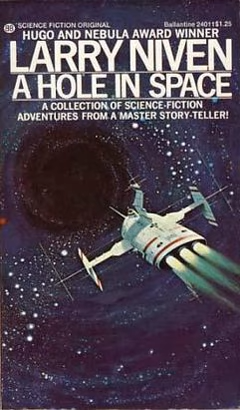 BB SCIENCE FICTION ORIGINAL Ballantine 24011 $1.25
HUGO AND NEBULA AWARD WINNER
LARRY NIVEN
A HOLE IN SPACE
A COLLECTION OF SCIENCE-FICTION
ADVENTURES FROM A MASTER STORY-TELLER!